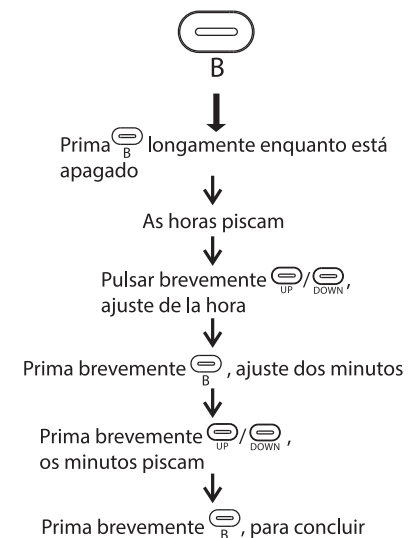 B
Prima B longamente enquanto está
apagado
As horas piscam
Pulsar brevemente UP/DOWN,
ajuste de la hora
Prima brevemente B, ajuste dos minutos
Prima brevemente UP/DOWN,
os minutos piscam
Prima brevemente B, para concluir